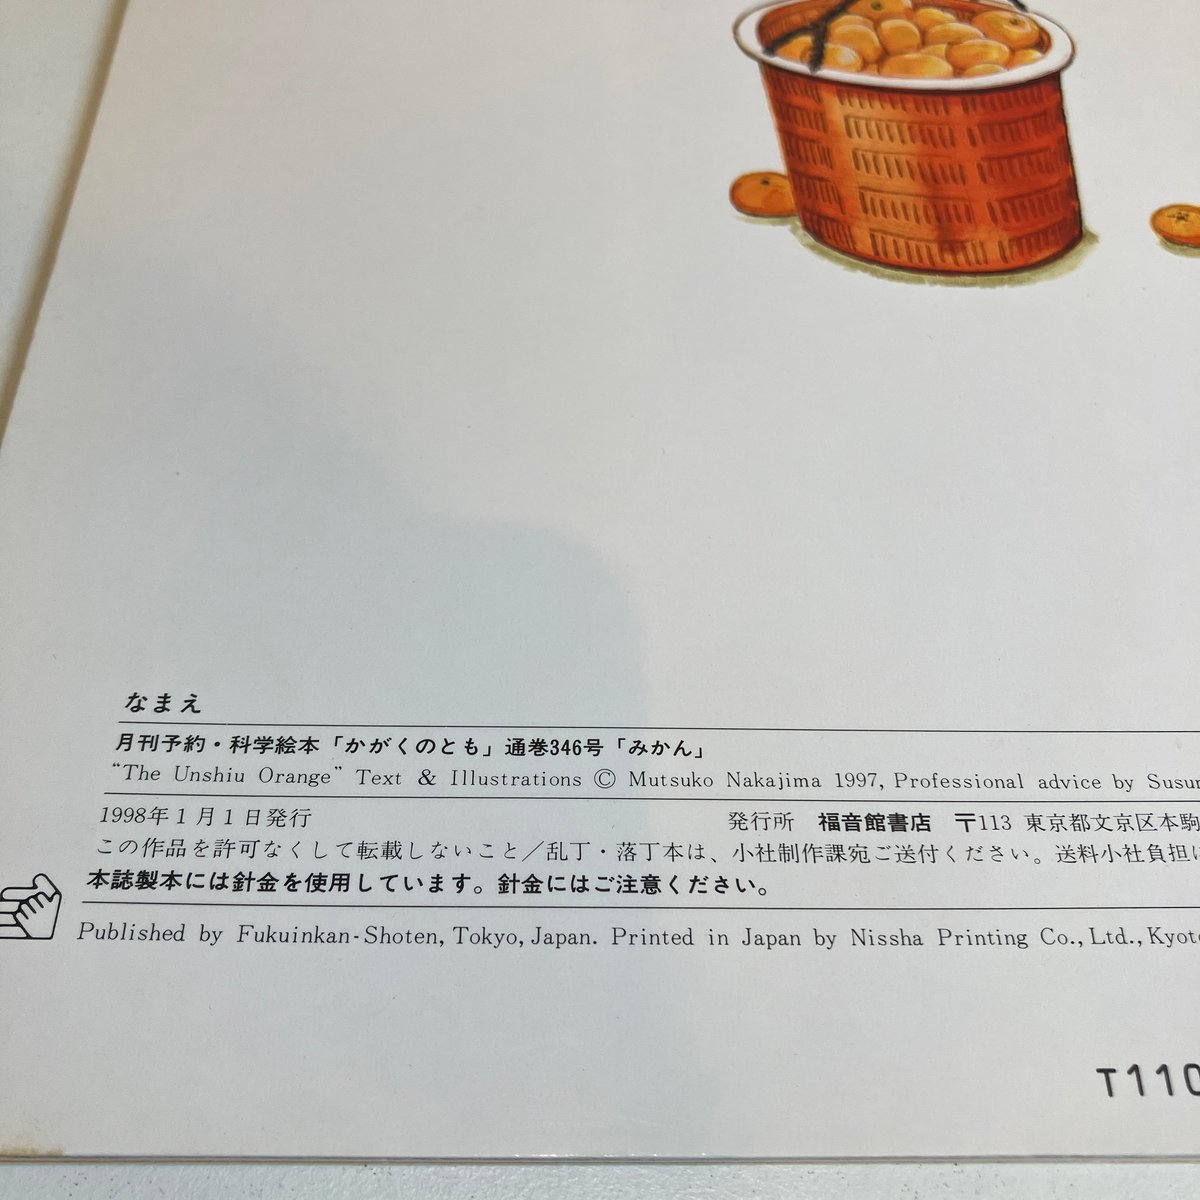 なまえ
月刊予約・科学絵本「かがくのとも」通巻346号「みかん」
“The Unshiu Orange” Text & Illustrations Ⓒ Mutsuko Nakajima 1997, Professional advice by
1998年1月1日発行 発行所 福音館書店 〒113 東京都文京区本駒
この作品を許可なくして転載しないこと／乱丁・落丁本は、小社制作課宛ご送付ください。送料小社負担に
本誌製本には針金を使用しています。針金にはご注意ください。
Published by Fukuinkan-Shoten, Tokyo, Japan. Printed in Japan by Nissha Printing Co., Ltd., Kyoto
T110